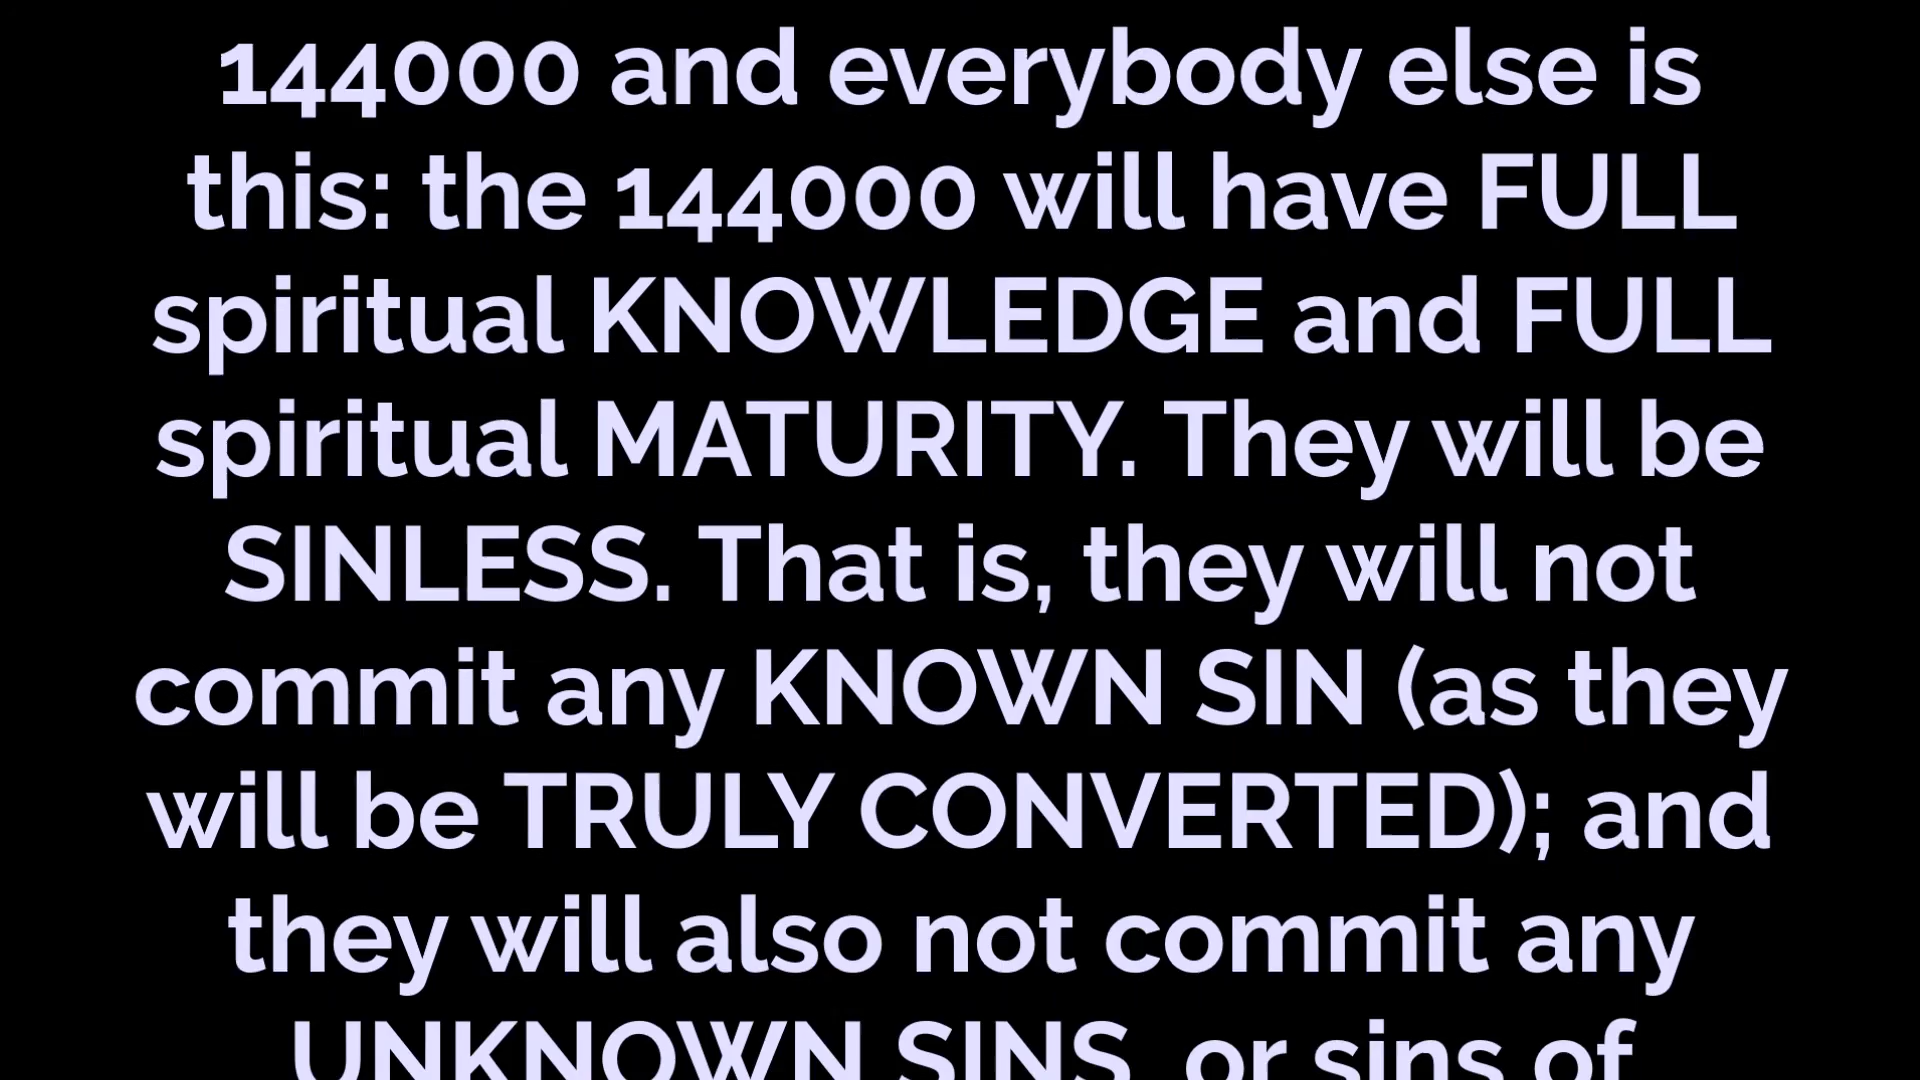 144000 and everybody else is
this: the 144000 will have FULL
spiritual KNOWLEDGE and FULL
spiritual MATURITY. They will be
SINLESS. That is, they will not
commit any KNOWN SIN (as they
will be TRULY CONVERTED); and
they will also not commit any
UNKNOWN SINS, or sins of